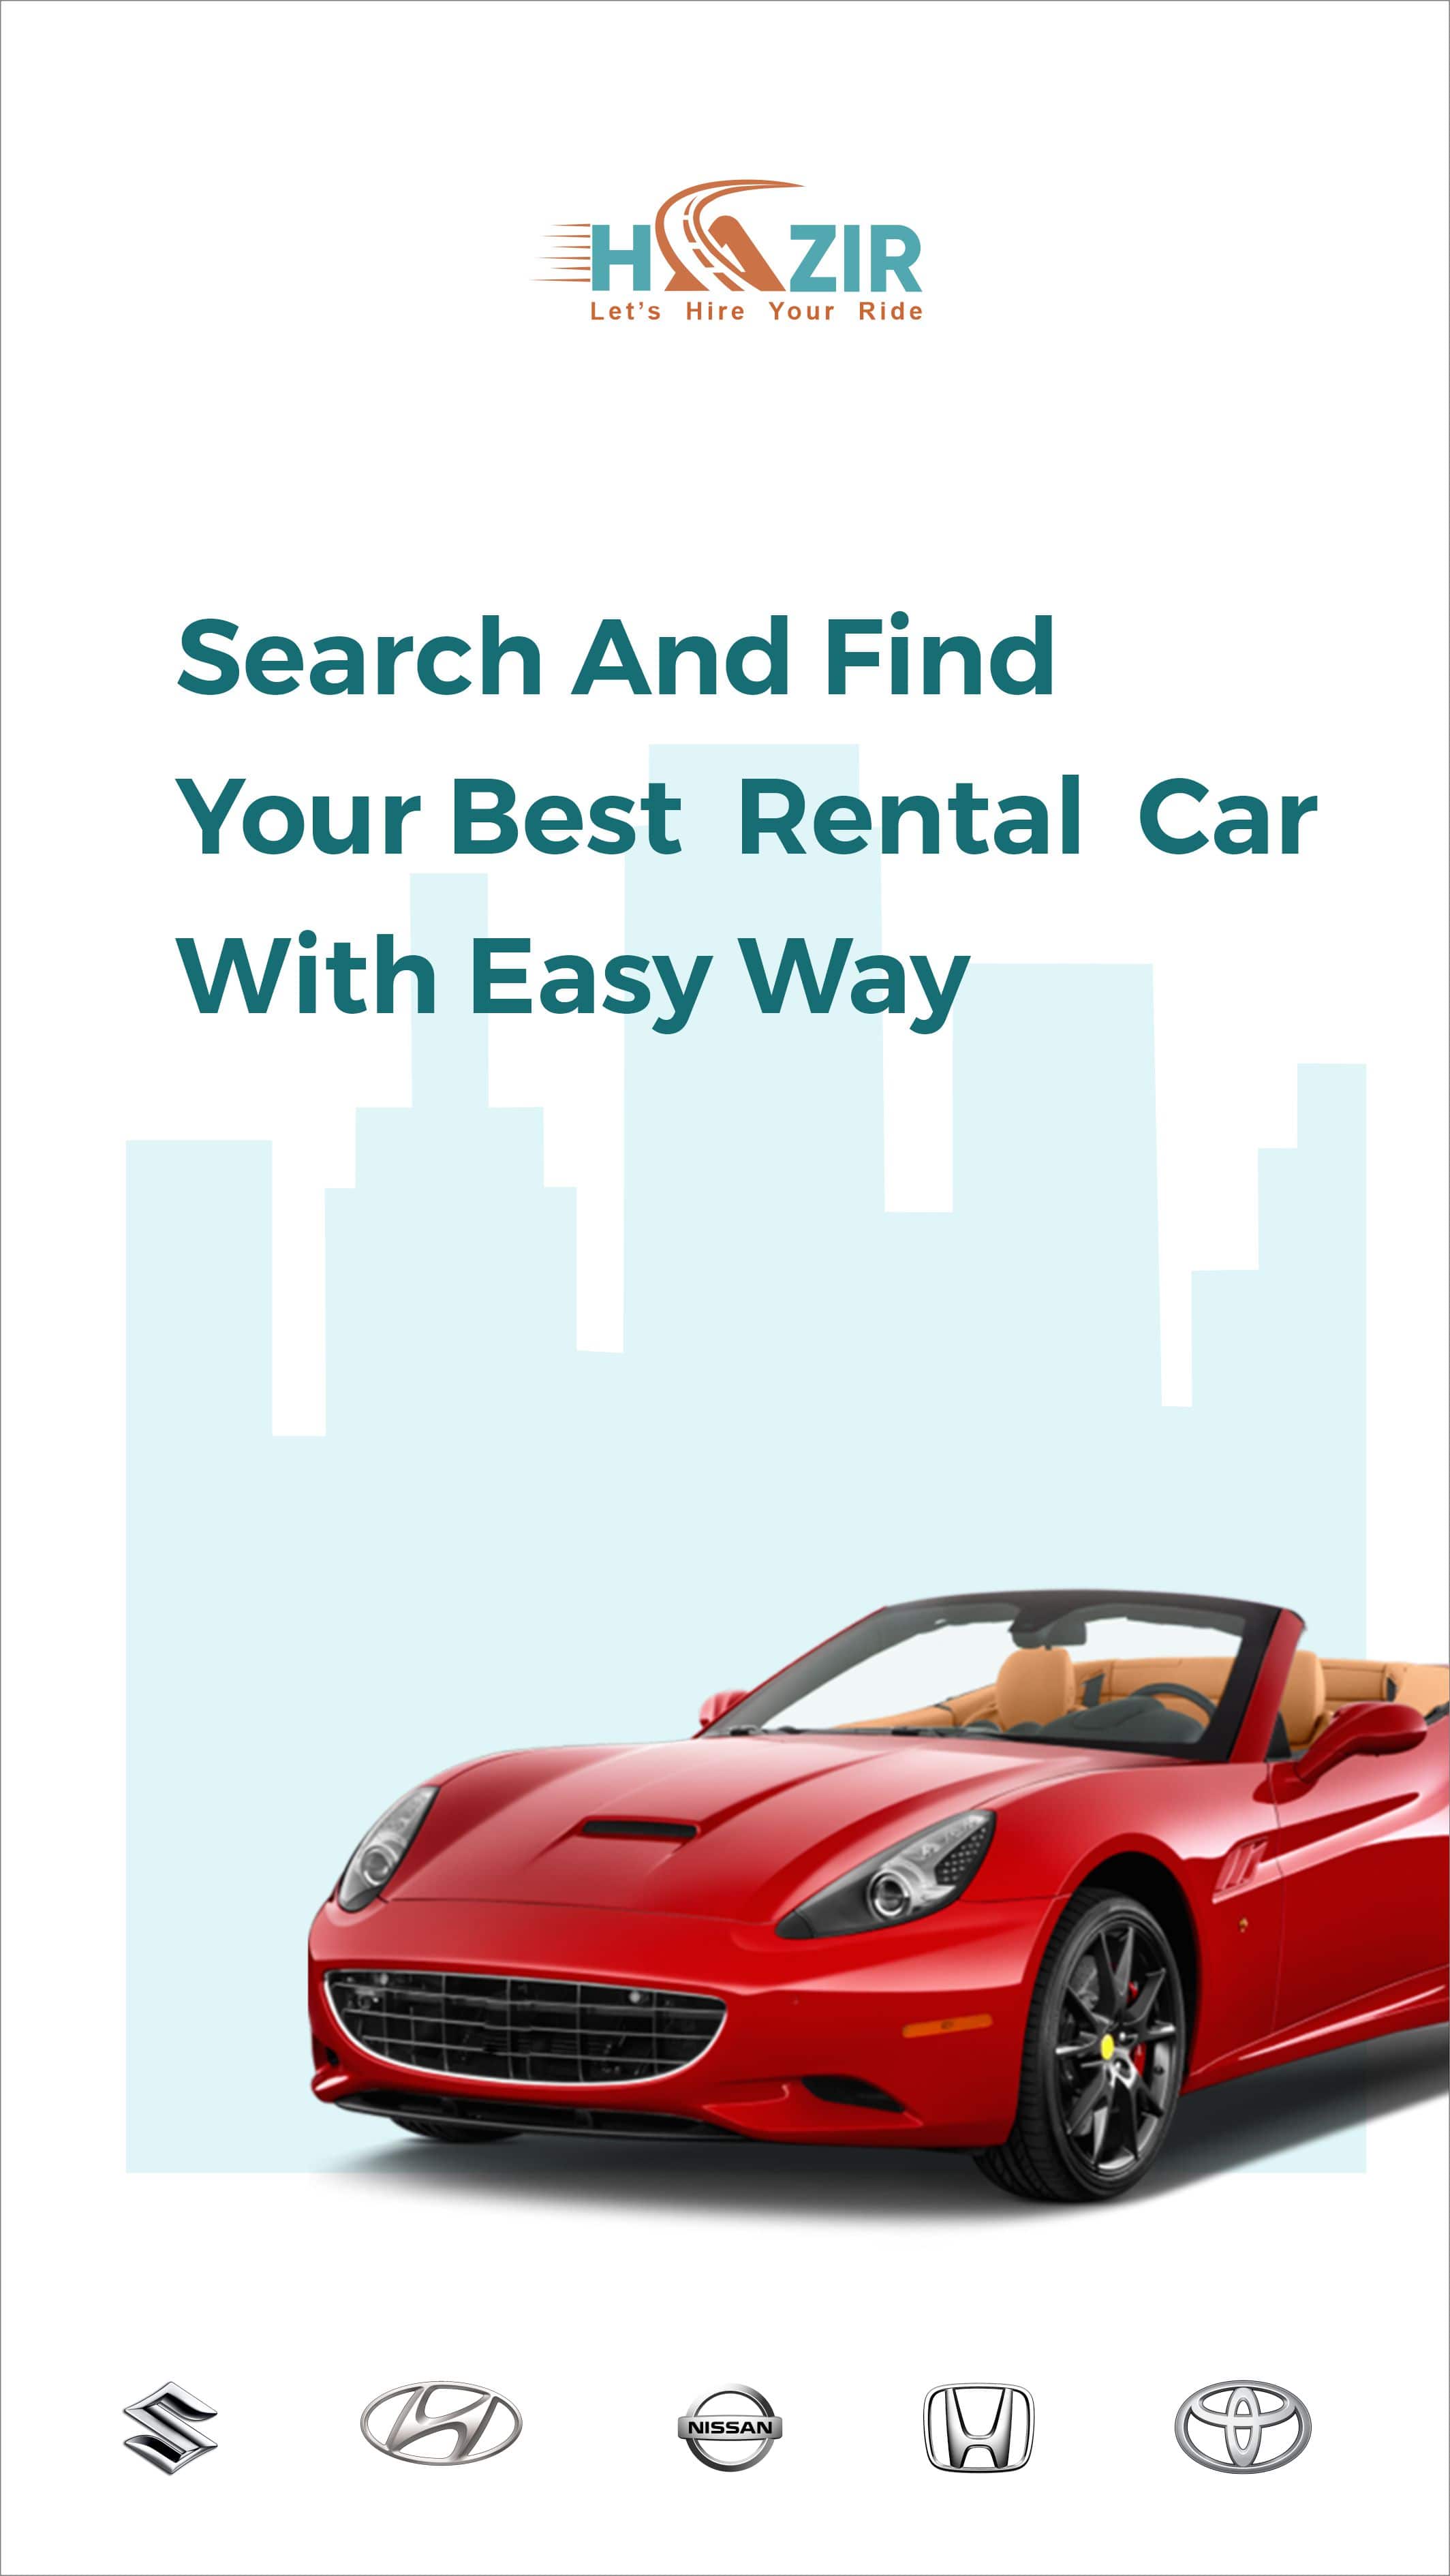 HAZIR
Let's Hire Your Ride
Search And Find
Your Best Rental Car
With Easy Way
NISSAN